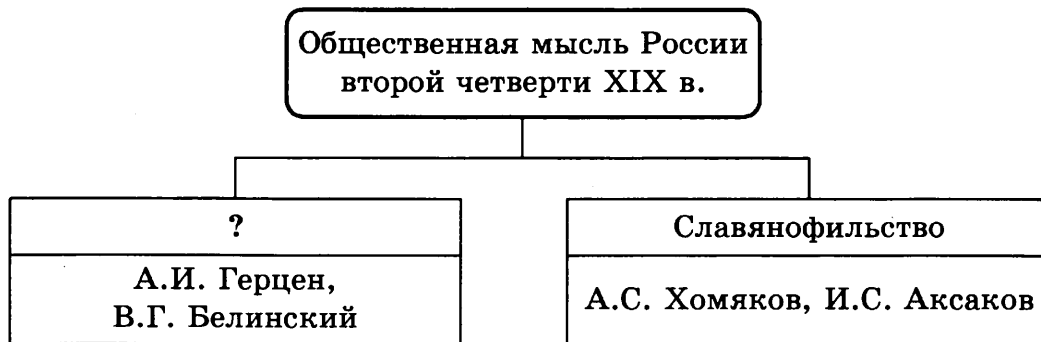 Общественная мысль России
второй четверти XIX в.
?
А.И. Герцен,
В.Г. Белинский
Славянофильство
А.С. Хомяков, И.С. Аксаков